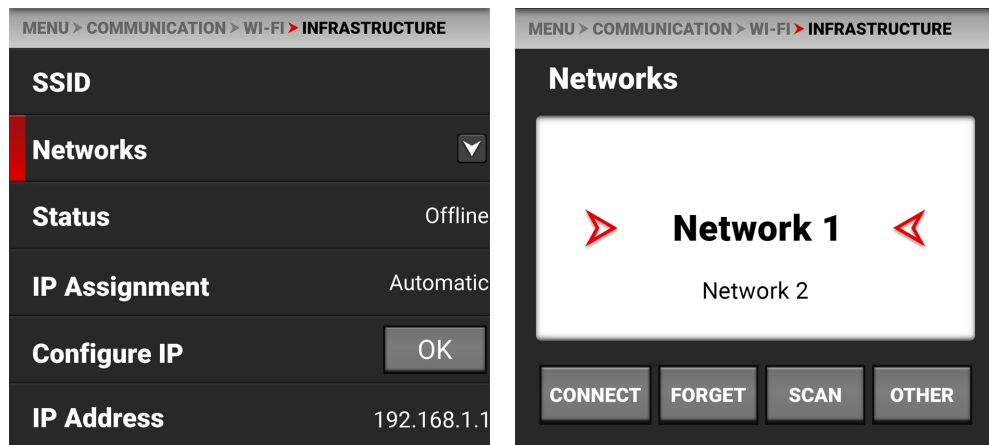 MENU > COMMUNICATION > WI-FI > INFRASTRUCTURE
SSID
Networks
Status Offline
IP Assignment Automatic
Configure IP OK
IP Address 192.168.1.1
MENU > COMMUNICATION > WI-FI > INFRASTRUCTURE
Networks
Network 1
Network 2
CONNECT FORGET SCAN OTHER